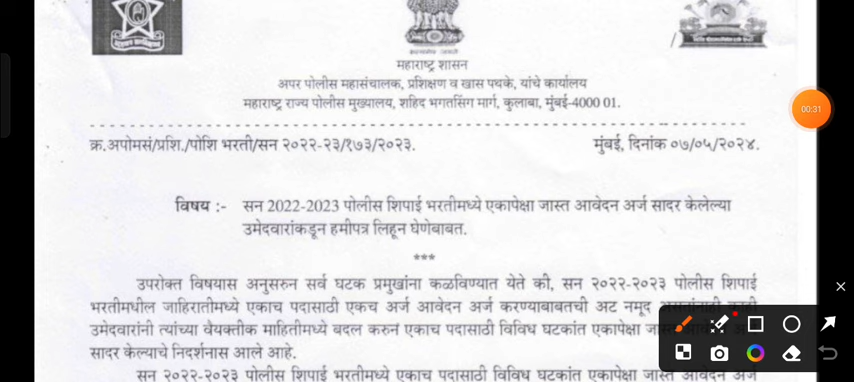 महाराष्ट्र शासन
अपर पोलीस महासंचालक, प्रशिक्षण व खास पथके, यांचे कार्यालय
महाराष्ट्र राज्य पोलीस मुख्यालय, शहिद भगतसिंग मार्ग, कुलाबा, मुंबई-4000 01.
क्र.अपोमसं/प्रशि./पोशि भरती/सन २०२२-२३/१७३/२०२३. मुंबई, दिनांक ०७/०५/२०२४.
विषय :- सन 2022-2023 पोलीस शिपाई भरतीमध्ये एकापेक्षा जास्त आवेदन अर्ज सादर केलेल्या
उमेदवारांकडून हमीपत्र लिहून घेणेबाबत.
***
उपरोक्त विषयास अनुसरुन सर्व घटक प्रमुखांना कळविण्यात येते की, सन २०२२-२०२३ पोलीस शिपाई
भरतीमधील जाहिरातीमध्ये एकाच पदासाठी एकच अर्ज आवेदन अर्ज करण्याबाबतची अट नमूद
उमेदवारांनी त्यांच्या वैयक्तीक माहितीमध्ये बदल करुन एकाच पदासाठी विविध घटकांत एकापेक्षा
सादर केल्याचे निदर्शनास आले आहे.
सन २०२२-२०२३ पोलीस शिपाई भरतीमध्ये एकाच पदासाठी विविध घटकांत एकापेक्षा जास्त आवेदन अर्ज
00:31